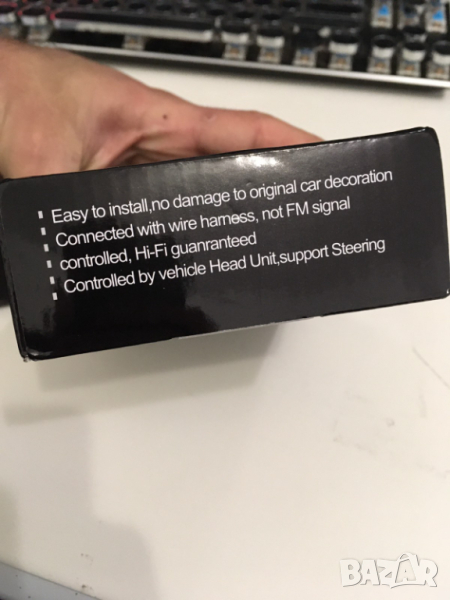 Easy to install,no damage to original car decoration
Connected with wire harness, not FM signal
controlled, Hi-Fi guanranteed
Controlled by vehicle Head Unit,support Steering
BAZAR